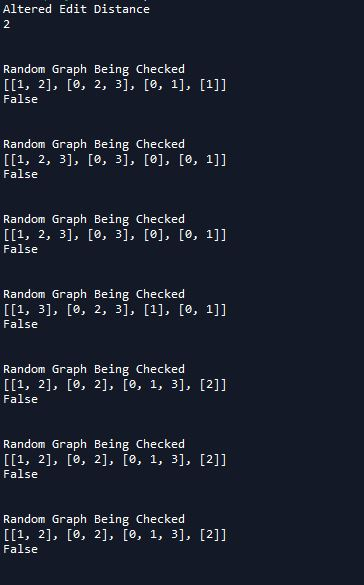 Altered Edit Distance
2
Random Graph Being Checked
[[1, 2], [0, 2, 3], [0, 1], [1]]
False
Random Graph Being Checked
[[1, 2, 3], [0, 3], [0], [0, 1]]
False
Random Graph Being Checked
[[1, 2, 3], [0, 3], [0], [0, 1]]
False
Random Graph Being Checked
[[1, 3], [0, 2, 3], [1], [0, 1]]
False
Random Graph Being Checked
[[1, 2], [0, 2], [0, 1, 3], [2]]
False
Random Graph Being Checked
[[1, 2], [0, 2], [0, 1, 3], [2]]
False
Random Graph Being Checked
[[1, 2], [0, 2], [0, 1, 3], [2]]
False